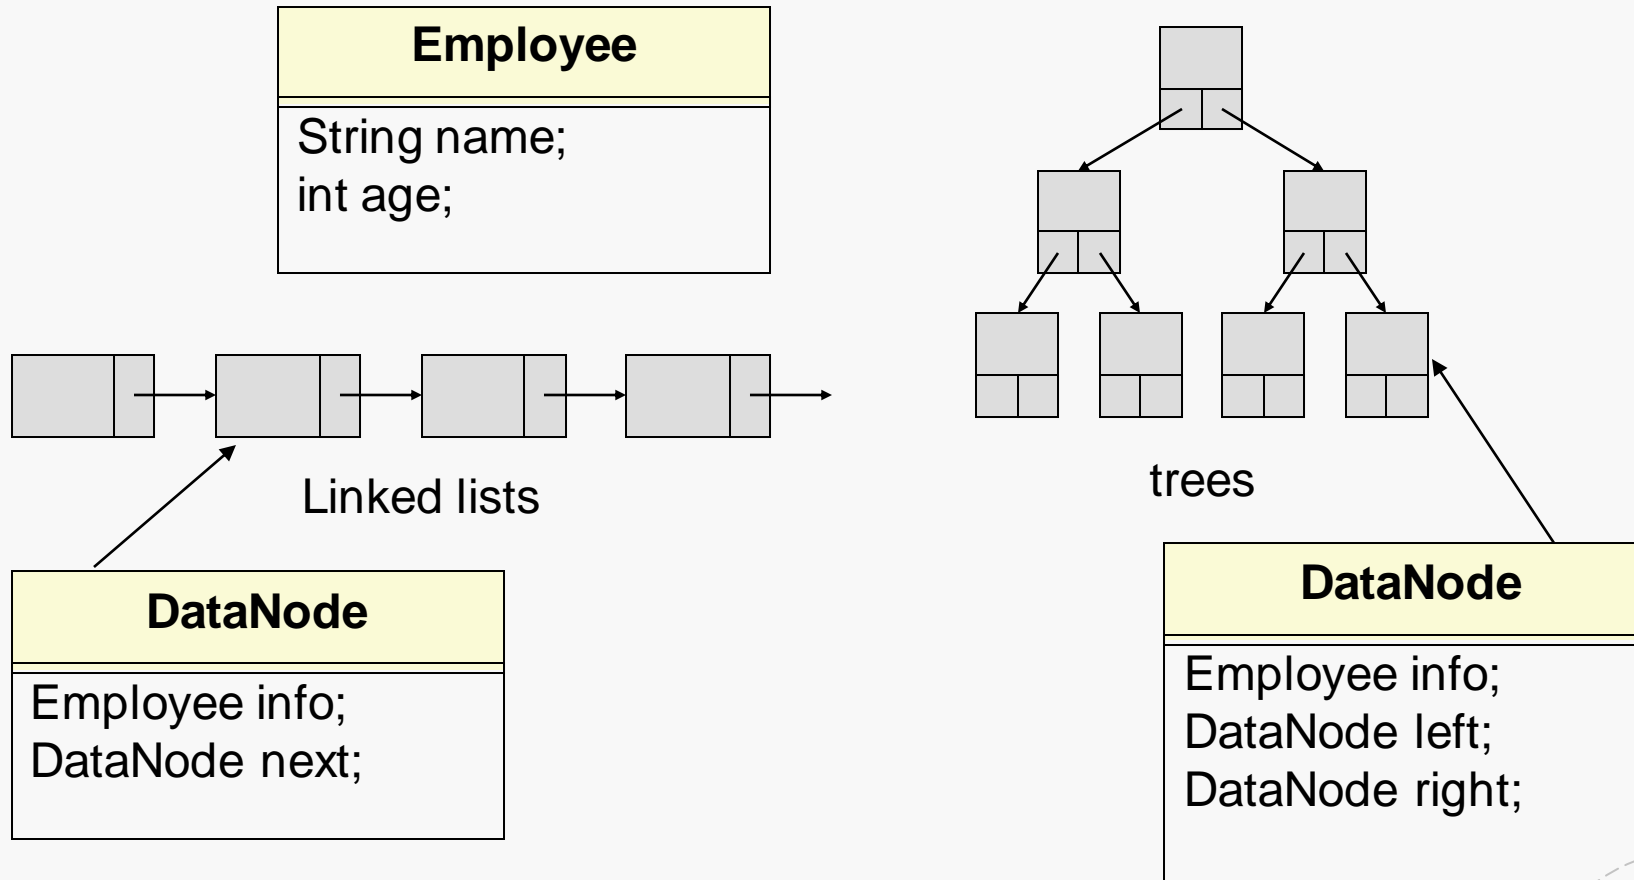 Employee
String name;
int age;
Linked lists
DataNode
Employee info;
DataNode next;
trees
DataNode
Employee info;
DataNode left;
DataNode right;